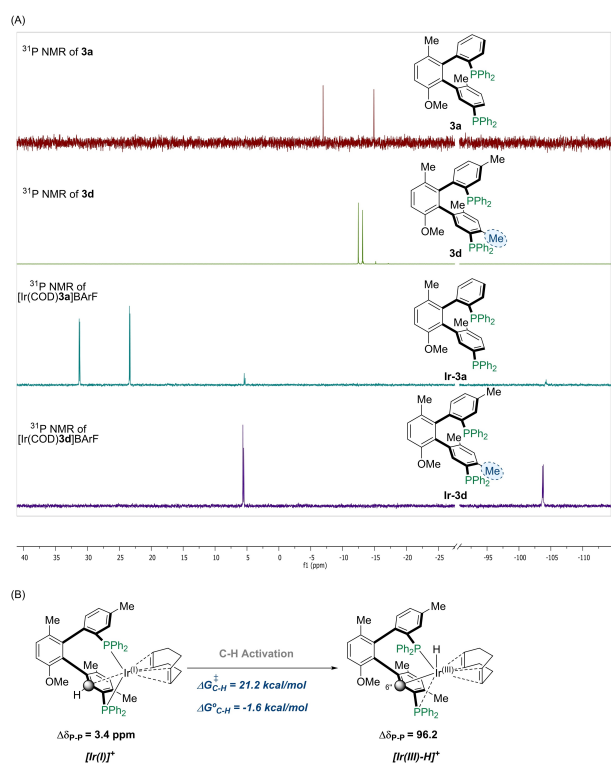 (A)
³¹P NMR of 3a
Me
Me
PPh₂
OMe
PPh₂
3a
³¹P NMR of 3d
Me
Me
PPh₂
Me
OMe
Me
PPh₂
3d
³¹P NMR of
[Ir(COD)3a]BArF
Me
PPh₂
Me
OMe
PPh₂
Ir-3a
³¹P NMR of
[Ir(COD)3d]BArF
Me
Me
PPh₂
Me
OMe
Me
PPh₂
Ir-3d
40 35 30 25 20 15 10 5 0 -5 -10 -15 -20 -25 -95 -100 -105 -110
f1 (ppm)
(B)
Me
Me
PPh₂
Ir(I)
Me
OMe
H
Me
PPh₂
ΔδP-P = 3.4 ppm
[Ir(I)]⁺
C-H Activation
ΔG‡C-H = 21.2 kcal/mol
ΔG°C-H = -1.6 kcal/mol
Me
Me
Ph₂P
H
Ir(III)
Me
OMe
6"
Me
PPh₂
ΔδP-P = 96.2
[Ir(III)-H]⁺